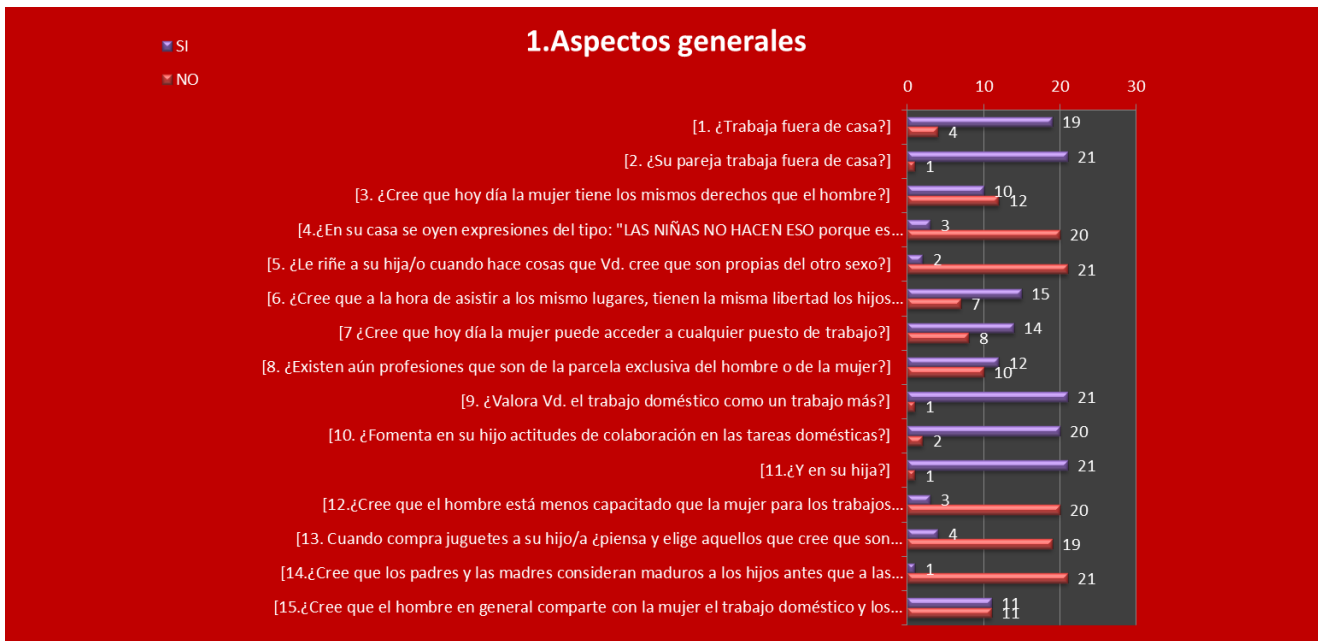 1.Aspectos generales
SI
NO
0 10 20 30
[1. ¿Trabaja fuera de casa?] 19 4
[2. ¿Su pareja trabaja fuera de casa?] 21 1
[3. ¿Cree que hoy día la mujer tiene los mismos derechos que el hombre?] 10 12
[4.¿En su casa se oyen expresiones del tipo: "LAS NIÑAS NO HACEN ESO porque es... 3 20
[5. ¿Le riñe a su hija/o cuando hace cosas que Vd. cree que son propias del otro sexo?] 2 21
[6. ¿Cree que a la hora de asistir a los mismo lugares, tienen la misma libertad los hijos... 15 7
[7 ¿Cree que hoy día la mujer puede acceder a cualquier puesto de trabajo?] 14 8
[8. ¿Existen aún profesiones que son de la parcela exclusiva del hombre o de la mujer?] 12 10
[9. ¿Valora Vd. el trabajo doméstico como un trabajo más?] 21 1
[10. ¿Fomenta en su hijo actitudes de colaboración en las tareas domésticas?] 20 2
[11.¿Y en su hija?] 21 1
[12.¿Cree que el hombre está menos capacitado que la mujer para los trabajos... 3 20
[13. Cuando compra juguetes a su hijo/a ¿piensa y elige aquellos que cree que son... 4 19
[14.¿Cree que los padres y las madres consideran maduros a los hijos antes que a las... 1 21
[15.¿Cree que el hombre en general comparte con la mujer el trabajo doméstico y los... 11 11